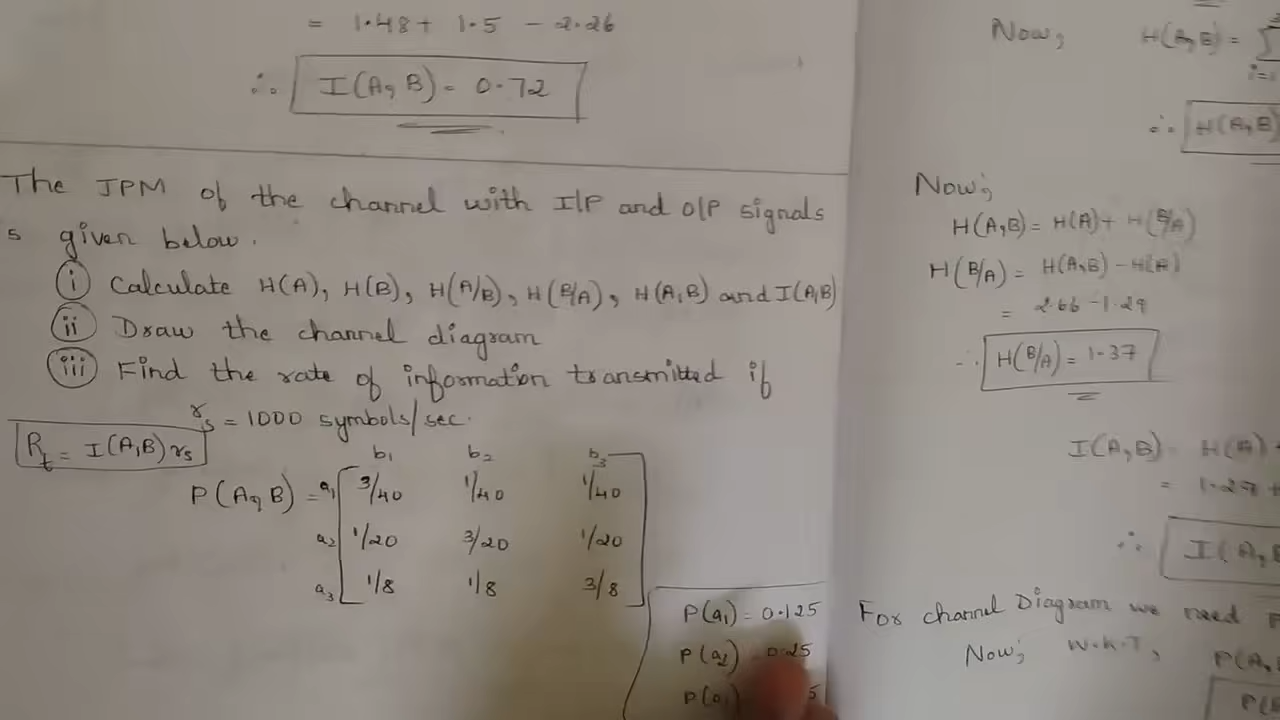 = 1.48 + 1.5 - 2.26
∴ I(A, B) = 0.72
The JPM of the channel with I/P and O/P signals
s given below.
(i) Calculate H(A), H(B), H(A/B), H(B/A), H(A,B) and I(A,B)
(ii) Draw the channel diagram
(iii) Find the rate of information transmitted if
rs = 1000 symbols/sec.
Rt = I(A,B) rs
b1 b2 b3
P(A, B) = a1 3/40 1/40 1/40
a2 1/20 3/20 1/20
a3 1/8 1/8 3/8
P(a1) = 0.125
P(a2) = 0.25
Now, H(A,B) = Σ
i=1
∴ H(A,B)
Now,
H(A,B) = H(A) + H(B/A)
H(B/A) = H(A,B) - H(A)
= 2.66 - 1.29
∴ H(B/A) = 1.37
I(A,B) = H(A) +
= 1.29 +
∴ I(A,B
For channel Diagram we need P
Now, W.K.T,